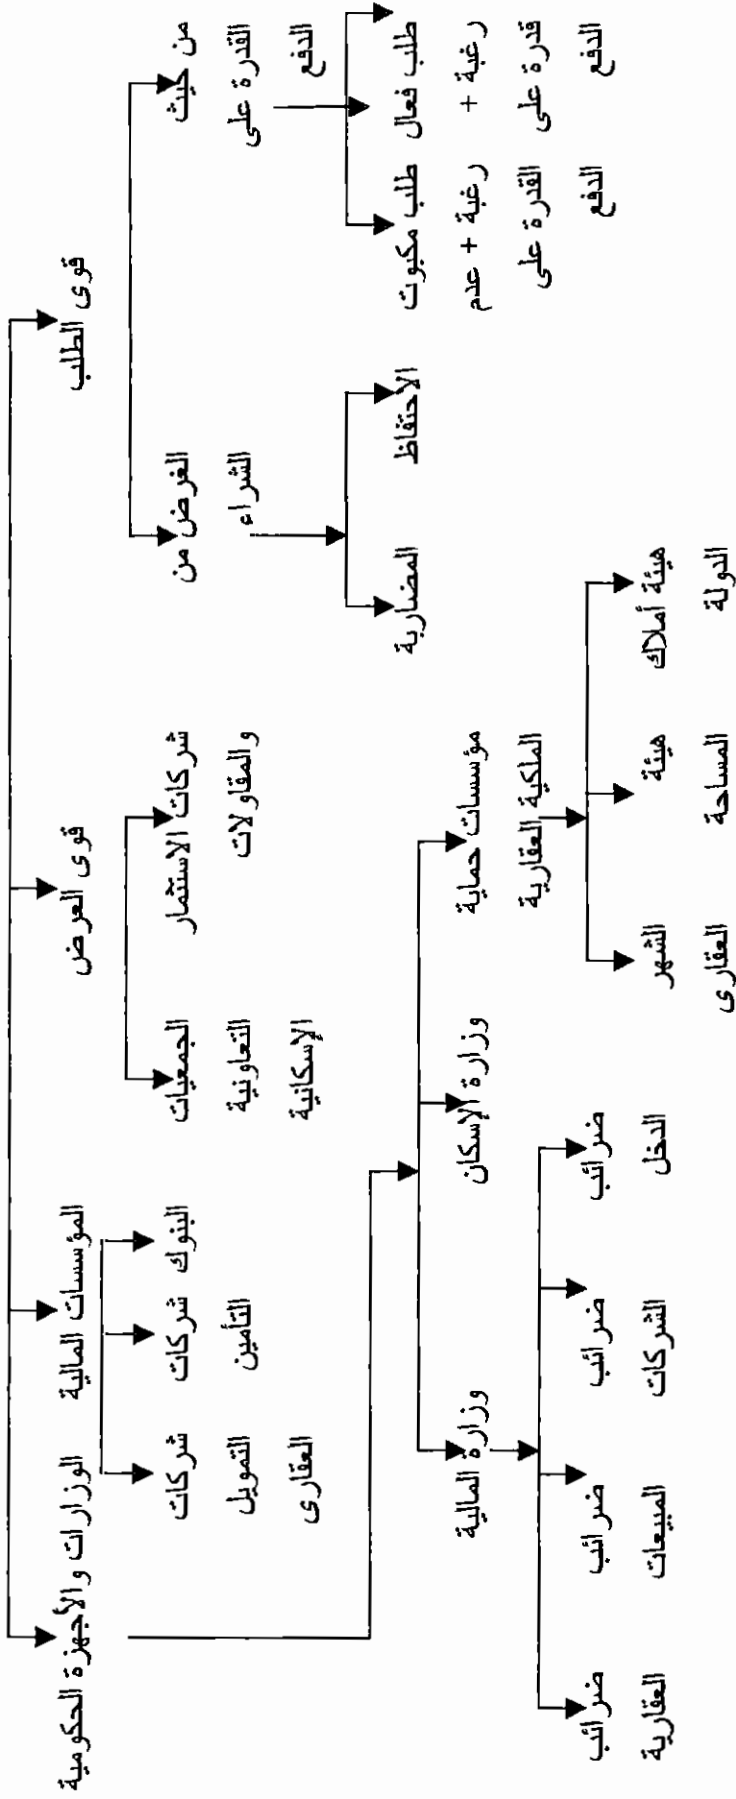 قوى الطلب
قوى العرض
المؤسسات المالية
الوزارات والأجهزة الحكومية
من حيث
القدرة على
الدفع
الغرض من
الشراء
طلب فعال
رغبة +
قدرة على
الدفع
طلب مكبوت
رغبة + عدم
القدرة على
الدفع
الاحتفاظ
المضاربة
شركات الاستثمار
والمقاولات
الجمعيات
التعاونية
الإسكانية
البنوك
شركات
التأمين
شركات
التمويل
العقارى
مؤسسات حماية
الملكية العقارية
وزارة الإسكان
وزارة المالية
هيئة أملاك
الدولة
هيئة
المساحة
الشهر
العقارى
ضرائب
الدخل
ضرائب
الشركات
ضرائب
المبيعات
ضرائب
العقارية